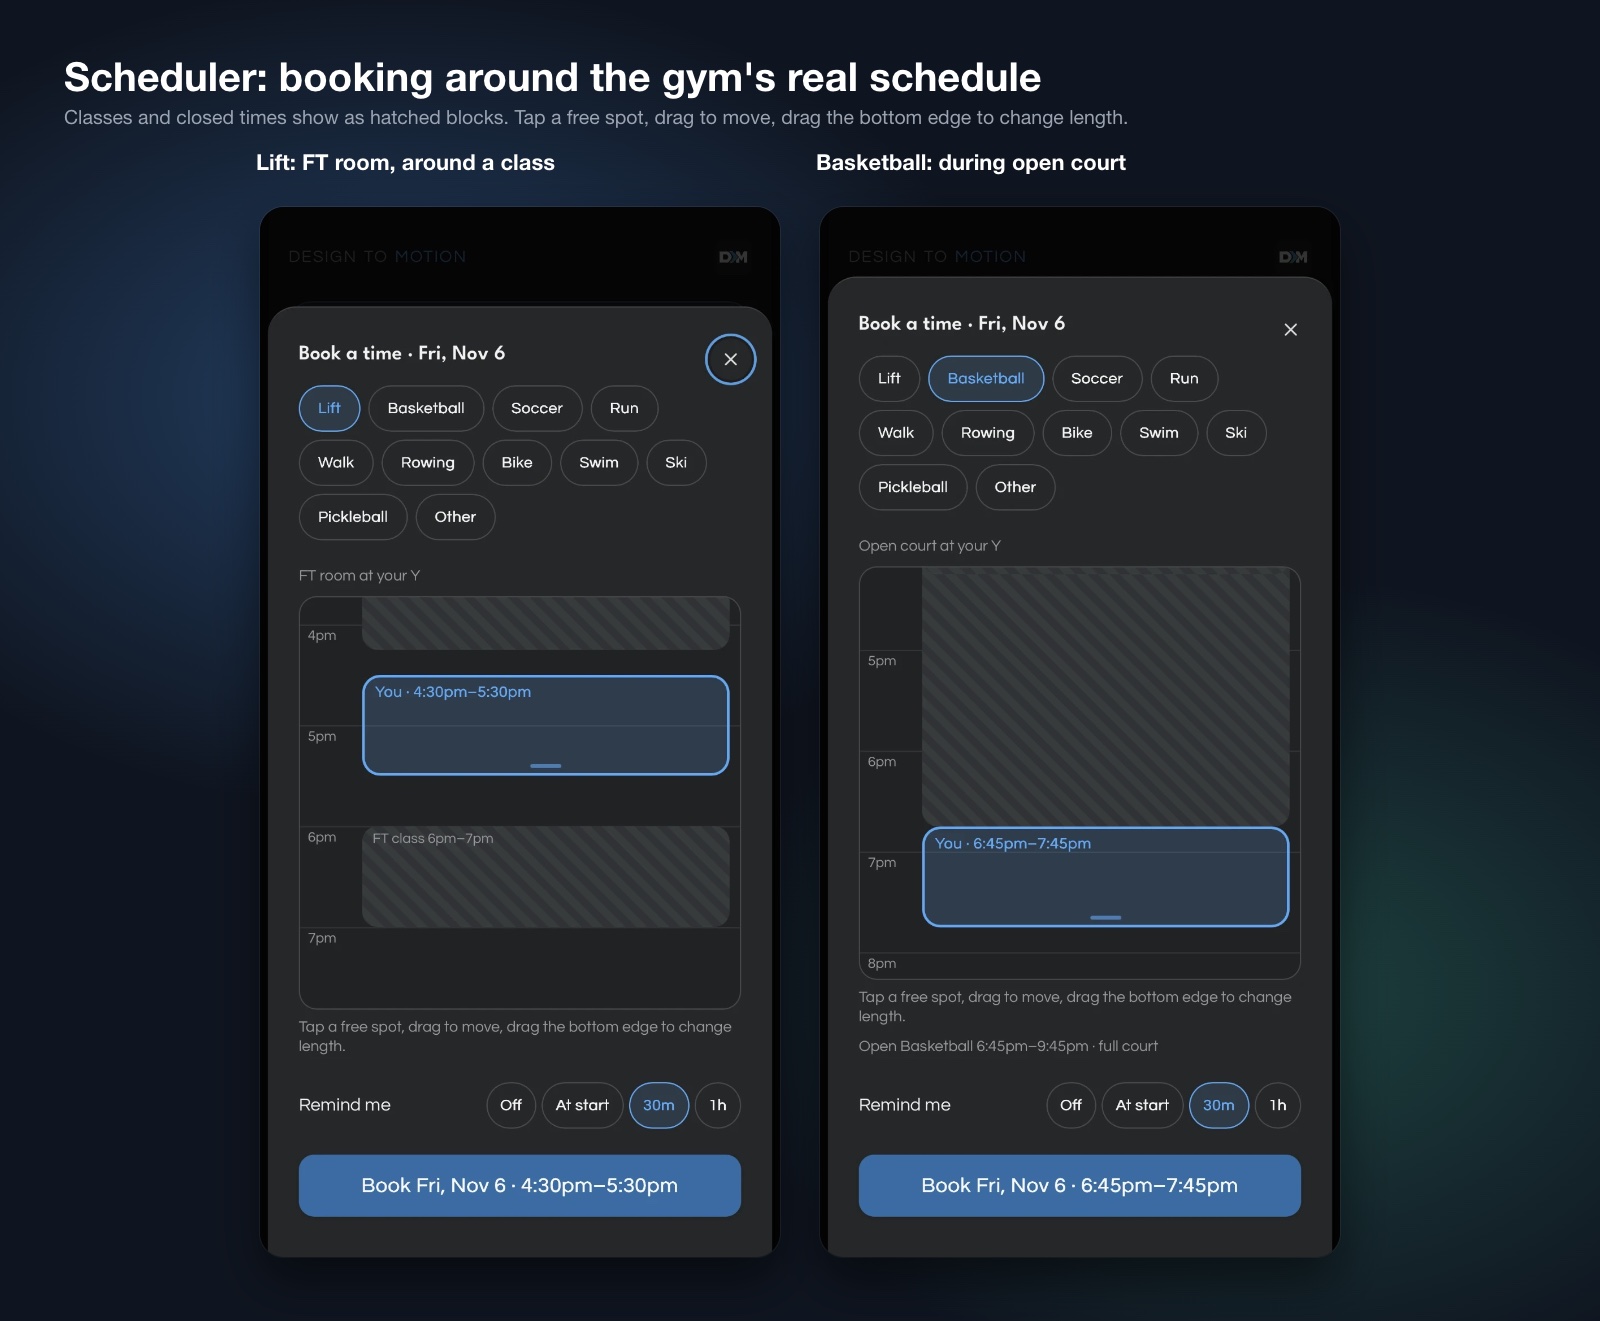 Scheduler: booking around the gym's real schedule
Classes and closed times show as hatched blocks. Tap a free spot, drag to move, drag the bottom edge to change length.
Lift: FT room, around a class
DESIGN TO MOTION
DM
Book a time · Fri, Nov 6
Lift
Basketball
Soccer
Run
Walk
Rowing
Bike
Swim
Ski
Pickleball
Other
FT room at your Y
4pm
You · 4:30pm–5:30pm
5pm
6pm
FT class 6pm–7pm
7pm
Tap a free spot, drag to move, drag the bottom edge to change
length.
Remind me
Off
At start
30m
1h
Book Fri, Nov 6 · 4:30pm–5:30pm
Basketball: during open court
DESIGN TO MOTION
DM
Book a time · Fri, Nov 6
Lift
Basketball
Soccer
Run
Walk
Rowing
Bike
Swim
Ski
Pickleball
Other
Open court at your Y
5pm
6pm
You · 6:45pm–7:45pm
7pm
8pm
Tap a free spot, drag to move, drag the bottom edge to change
length.
Open Basketball 6:45pm–9:45pm · full court
Remind me
Off
At start
30m
1h
Book Fri, Nov 6 · 6:45pm–7:45pm